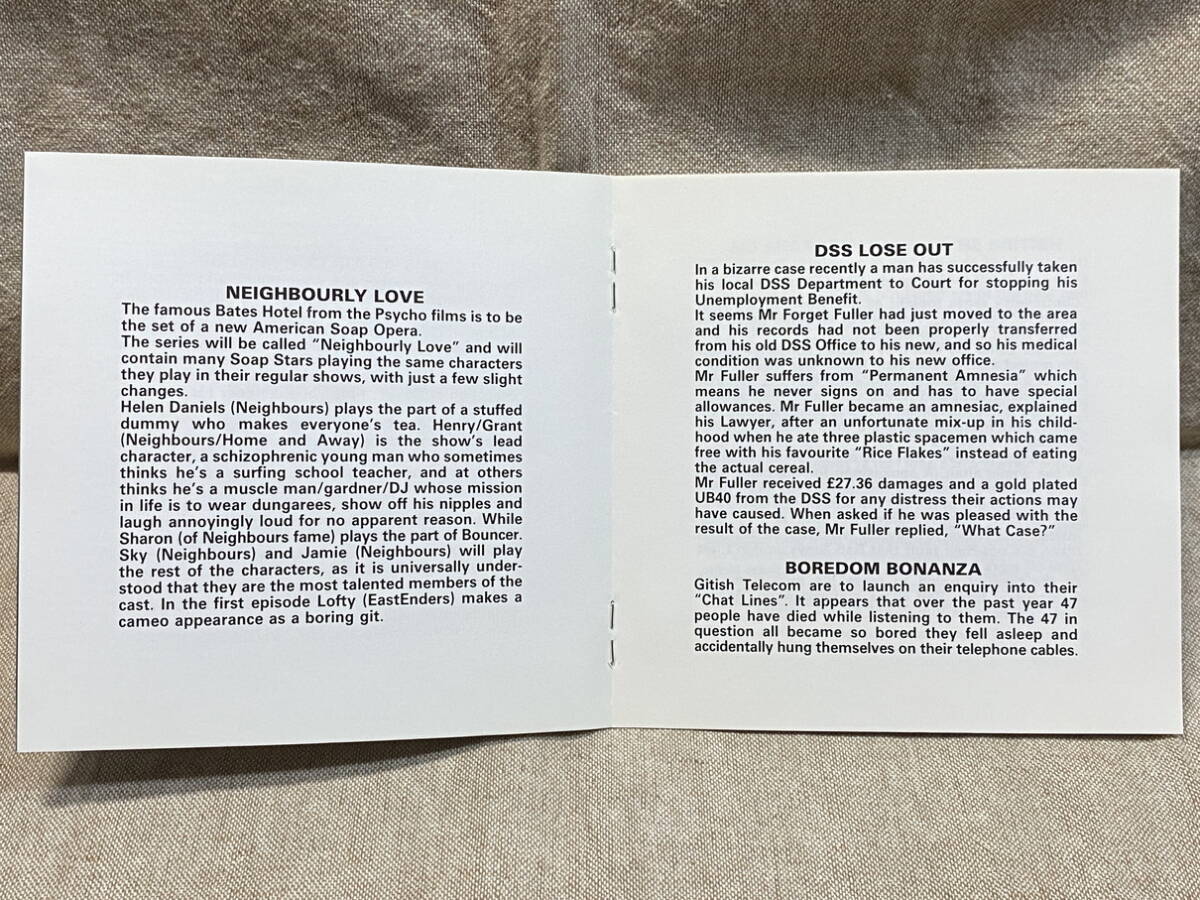 NEIGHBOURLY LOVE
The famous Bates Hotel from the Psycho films is to be
the set of a new American Soap Opera.
The series will be called "Neighbourly Love" and will
contain many Soap Stars playing the same characters
they play in their regular shows, with just a few slight
changes.
Helen Daniels (Neighbours) plays the part of a stuffed
dummy who makes everyone's tea. Henry/Grant
(Neighbours/Home and Away) is the show's lead
character, a schizophrenic young man who sometimes
thinks he's a surfing school teacher, and at others
thinks he's a muscle man/gardner/DJ whose mission
in life is to wear dungarees, show off his nipples and
laugh annoyingly loud for no apparent reason. While
Sharon (of Neighbours fame) plays the part of Bouncer.
Sky (Neighbours) and Jamie (Neighbours) will play
the rest of the characters, as it is universally under-
stood that they are the most talented members of the
cast. In the first episode Lofty (EastEnders) makes a
cameo appearance as a boring git.
DSS LOSE OUT
In a bizarre case recently a man has successfully taken
his local DSS Department to Court for stopping his
Unemployment Benefit.
It seems Mr Forget Fuller had just moved to the area
and his records had not been properly transferred
from his old DSS Office to his new, and so his medical
condition was unknown to his new office.
Mr Fuller suffers from "Permanent Amnesia" which
means he never signs on and has to have special
allowances. Mr Fuller became an amnesiac, explained
his Lawyer, after an unfortunate mix-up in his child-
hood when he ate three plastic spacemen which came
free with his favourite "Rice Flakes" instead of eating
the actual cereal.
Mr Fuller received £27.36 damages and a gold plated
UB40 from the DSS for any distress their actions may
have caused. When asked if he was pleased with the
result of the case, Mr Fuller replied, "What Case?"
BOREDOM BONANZA
Gitish Telecom are to launch an enquiry into their
"Chat Lines". It appears that over the past year 47
people have died while listening to them. The 47 in
question all became so bored they fell asleep and
accidentally hung themselves on their telephone cables.